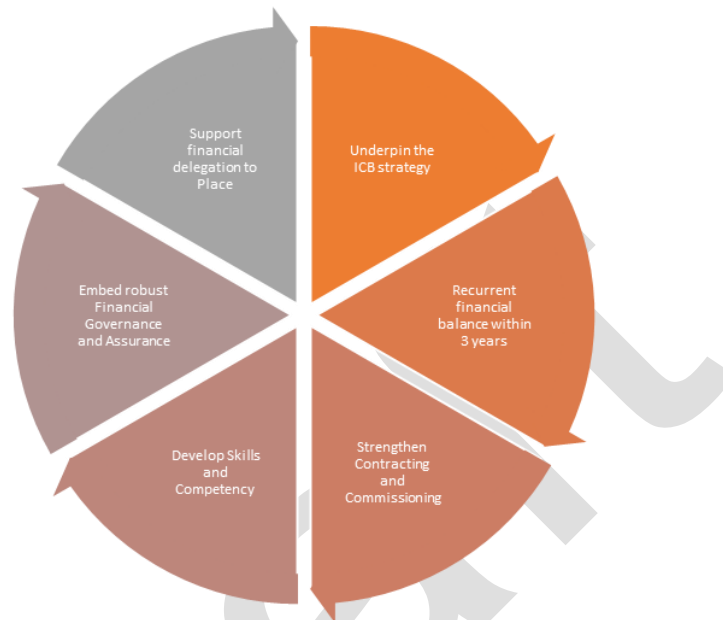 Underpin the
ICB strategy
Recurrent
financial
balance within
3 years
Strengthen
Contracting
and
Commissioning
Develop Skills
and
Competency
Embed robust
Financial
Governance
and Assurance
Support
financial
delegation to
Place